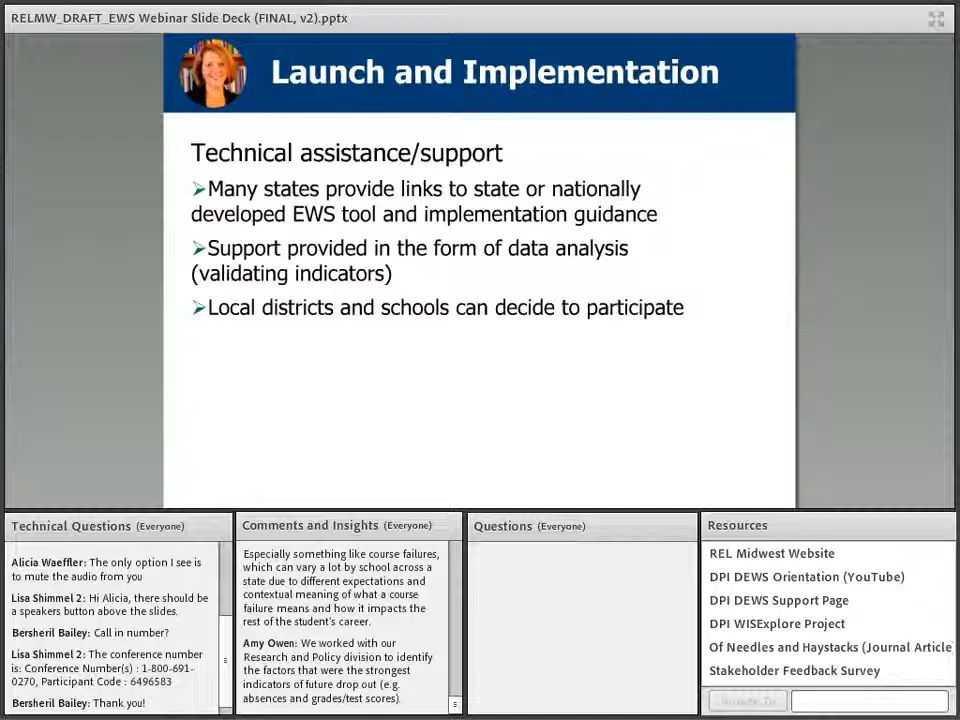 RELMW_DRAFT_EWS Webinar Slide Deck (FINAL, v2).pptx
Launch and Implementation
Technical assistance/support
➢Many states provide links to state or nationally
developed EWS tool and implementation guidance
➢Support provided in the form of data analysis
(validating indicators)
➢Local districts and schools can decide to participate
Technical Questions (Everyone)
Alicia Waeffler: The only option I see is
to mute the audio from you
Lisa Shimmel 2: Hi Alicia, there should be
a speakers button above the slides.
Bersheril Bailey: Call in number?
Lisa Shimmel 2: The conference number
is: Conference Number(s) : 1-800-691-
0270, Participant Code : 6496583
Bersheril Bailey: Thank you!
Comments and Insights (Everyone)
Especially something like course failures,
which can vary a lot by school across a
state due to different expectations and
contextual meaning of what a course
failure means and how it impacts the
rest of the student's career.
Amy Owen: We worked with our
Research and Policy division to identify
the factors that were the strongest
indicators of future drop out (e.g.
absences and grades/test scores).
Questions (Everyone)
Resources
REL Midwest Website
DPI DEWS Orientation (YouTube)
DPI DEWS Support Page
DPI WISExplore Project
Of Needles and Haystacks (Journal Article
Stakeholder Feedback Survey